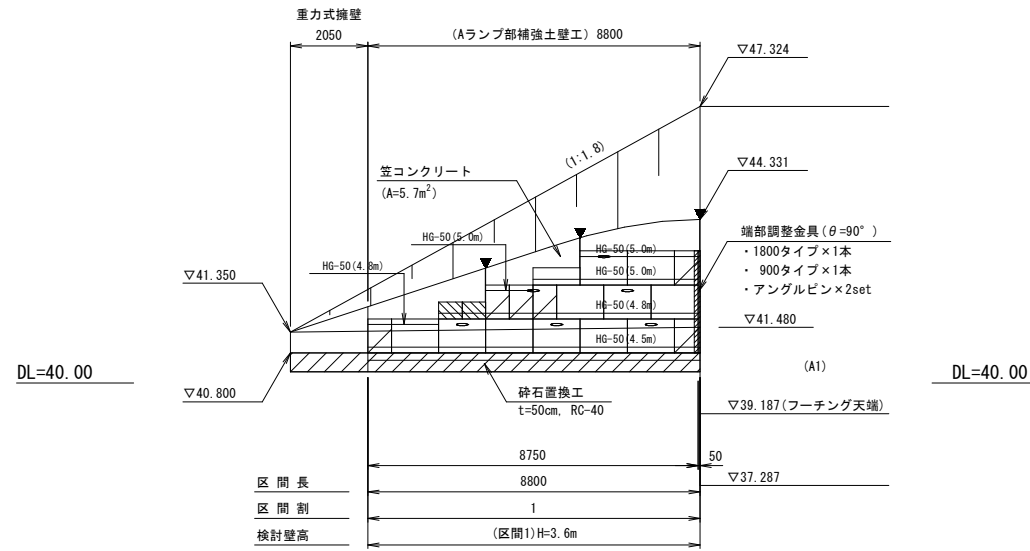 重力式擁壁
2050
(Aランプ部補強土壁工) 8800
▽47.324
(1:1.8)
笠コンクリート
(A=5.7m²)
▽44.331
HG-50(5.0m)
HG-50(5.0m)
端部調整金具(θ=90°)
・1800タイプ×1本
・ 900タイプ×1本
・アングルピン×2set
HG-50(4.8m)
HG-50(5.0m)
▽41.350
HG-50(4.8m)
▽41.480
HG-50(4.5m)
DL=40.00
(A1)
DL=40.00
▽40.800
砕石置換工
t=50cm, RC-40
▽39.187(フーチング天端)
8750
50
▽37.287
区 間 長
8800
区 間 割
1
検討壁高
(区間1)H=3.6m